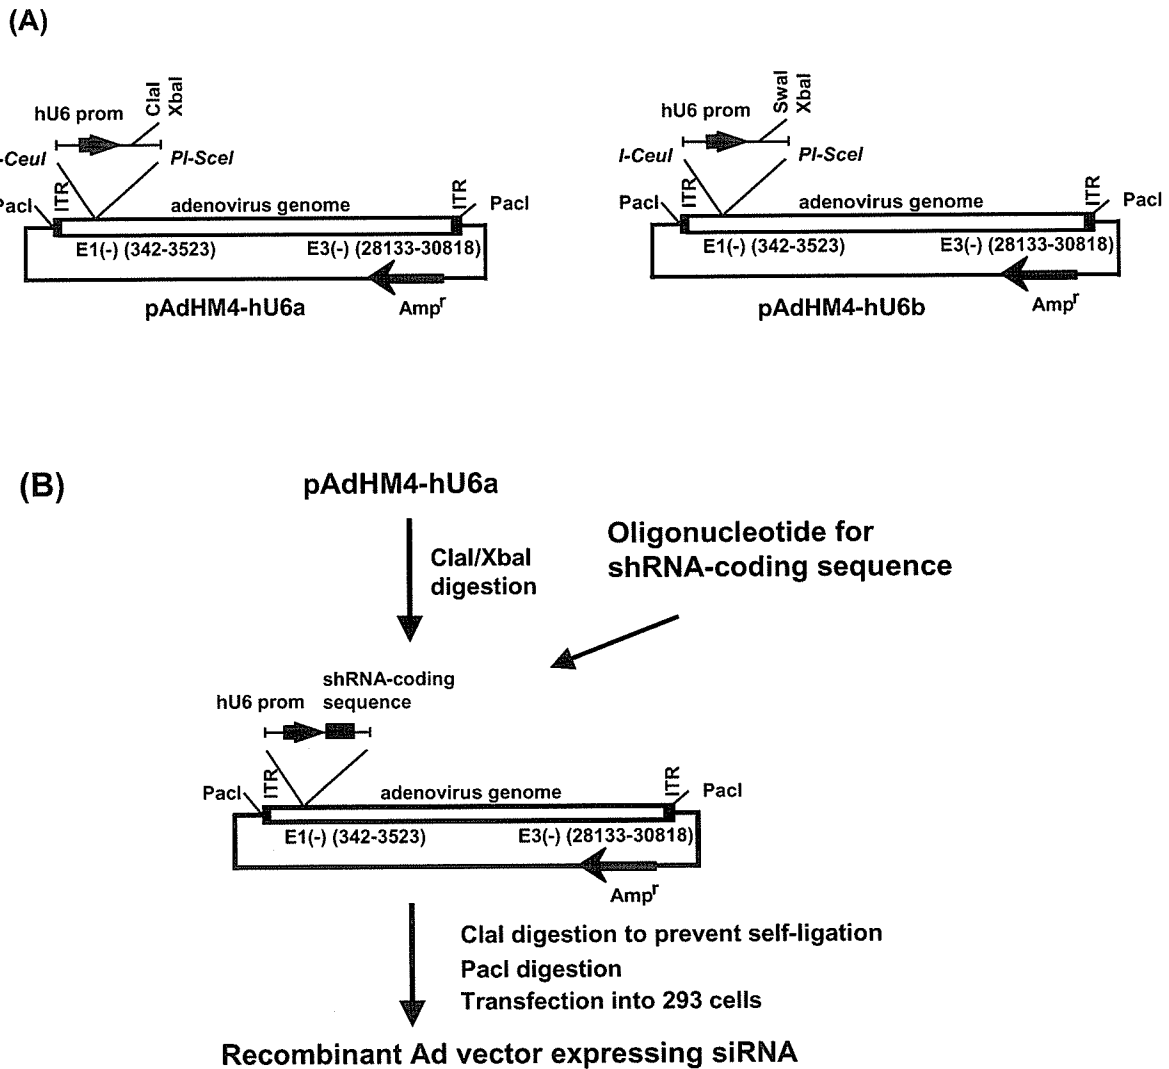 (A)
hU6 prom
ClaI
XbaI
-CeuI
PI-SceI
PacI
ITR
adenovirus genome
ITR
PacI
E1(-) (342-3523)
E3(-) (28133-30818)
Ampr
pAdHM4-hU6a
hU6 prom
SwaI
XbaI
I-CeuI
PI-SceI
PacI
ITR
adenovirus genome
ITR
PacI
E1(-) (342-3523)
E3(-) (28133-30818)
Ampr
pAdHM4-hU6b
(B)
pAdHM4-hU6a
ClaI/XbaI
digestion
Oligonucleotide for
shRNA-coding sequence
hU6 prom
shRNA-coding
sequence
PacI
ITR
adenovirus genome
ITR
PacI
E1(-) (342-3523)
E3(-) (28133-30818)
Ampr
ClaI digestion to prevent self-ligation
PacI digestion
Transfection into 293 cells
Recombinant Ad vector expressing siRNA